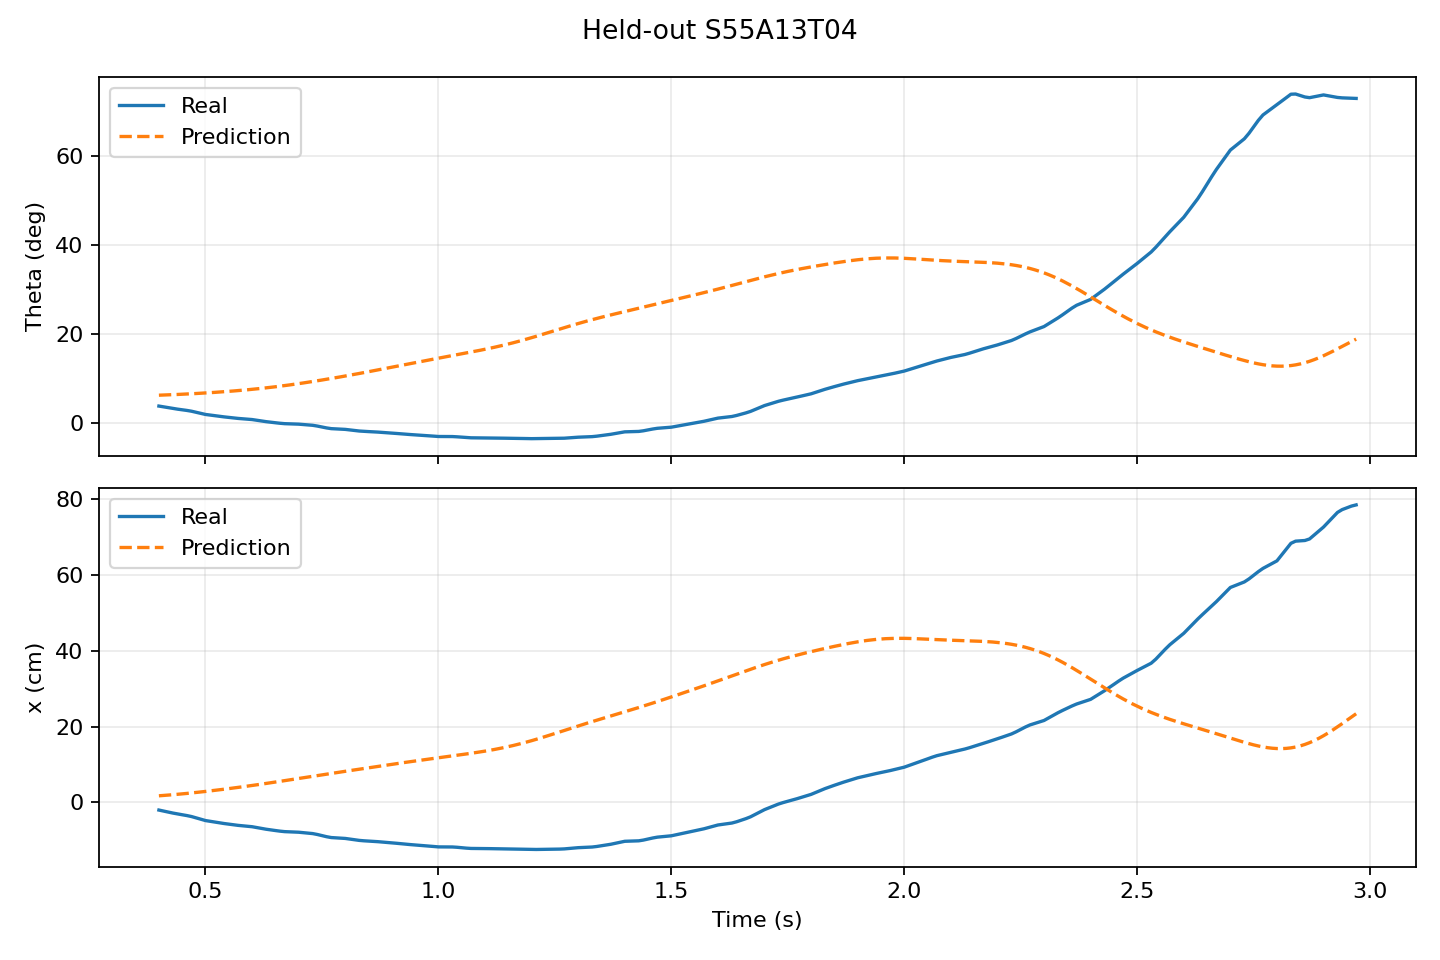 Held-out S55A13T04
Real
Prediction
Theta (deg)
60
40
20
0
Real
Prediction
x (cm)
80
60
40
20
0
0.5 1.0 1.5 2.0 2.5 3.0
Time (s)